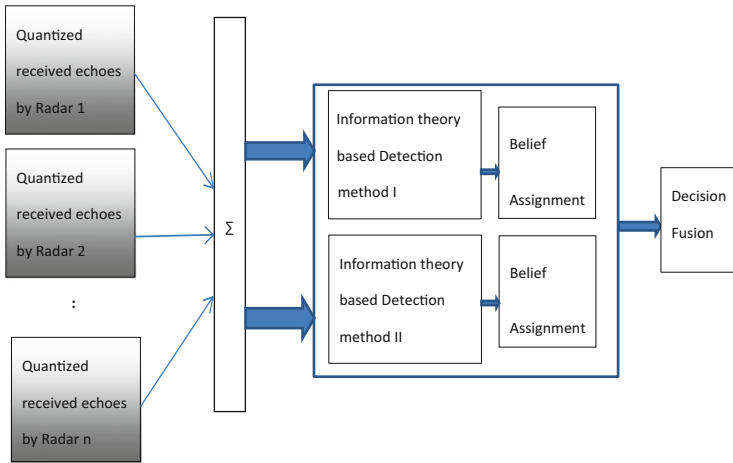 Quantized
received echoes
by Radar 1
Quantized
received echoes
by Radar 2
:
Quantized
received echoes
by Radar n
Σ
Information theory
based Detection
method I
Belief
Assignment
Information theory
based Detection
method II
Belief
Assignment
Decision
Fusion